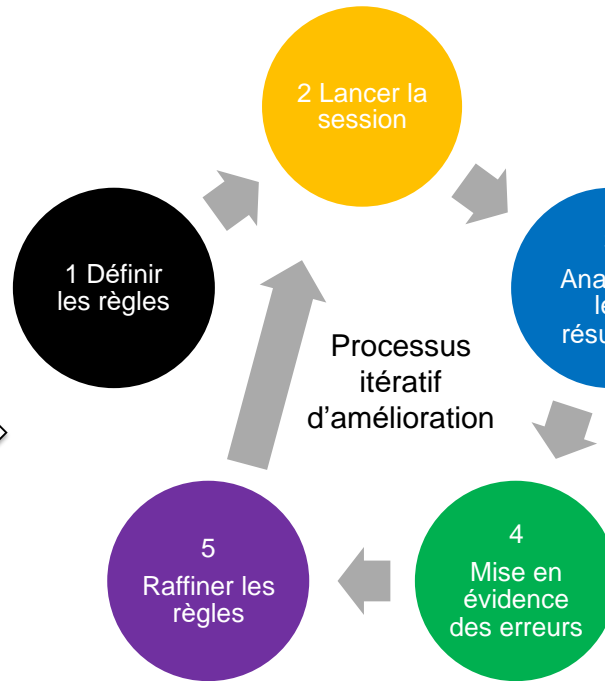 2 Lancer la
session
1 Définir
les règles
Processus
itératif
d'amélioration
5
Raffiner les
règles
4
Mise en
évidence
des erreurs